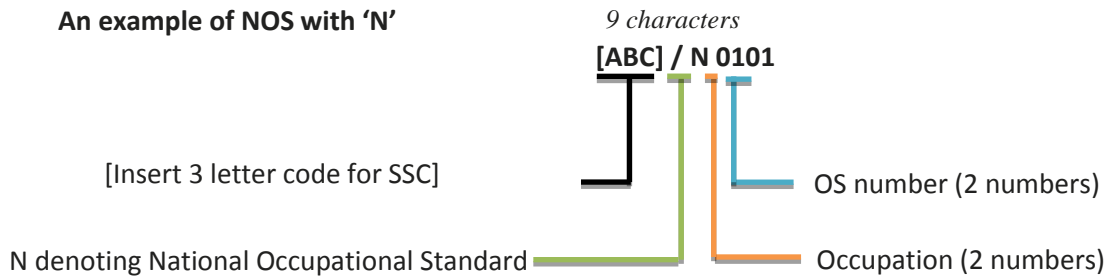 An example of NOS with ‘N’
9 characters
[ABC] / N 0101
[Insert 3 letter code for SSC]
OS number (2 numbers)
N denoting National Occupational Standard
Occupation (2 numbers)